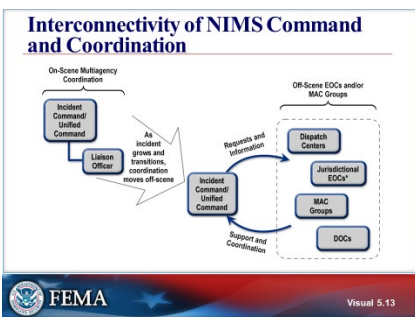 Interconnectivity of NIMS Command
and Coordination
On-Scene Multiagency
Coordination
Incident
Command/
Unified
Command
Liaison
Officer
As
incident
grows and
transitions,
coordination
moves off-scene
Incident
Command/
Unified
Command
Requests and
Information
Support and
Coordination
Off-Scene EOCs and/or
MAC Groups
Dispatch
Centers
Jurisdictional
EOCs*
MAC
Groups
DOCs
FEMA
Visual 5.13